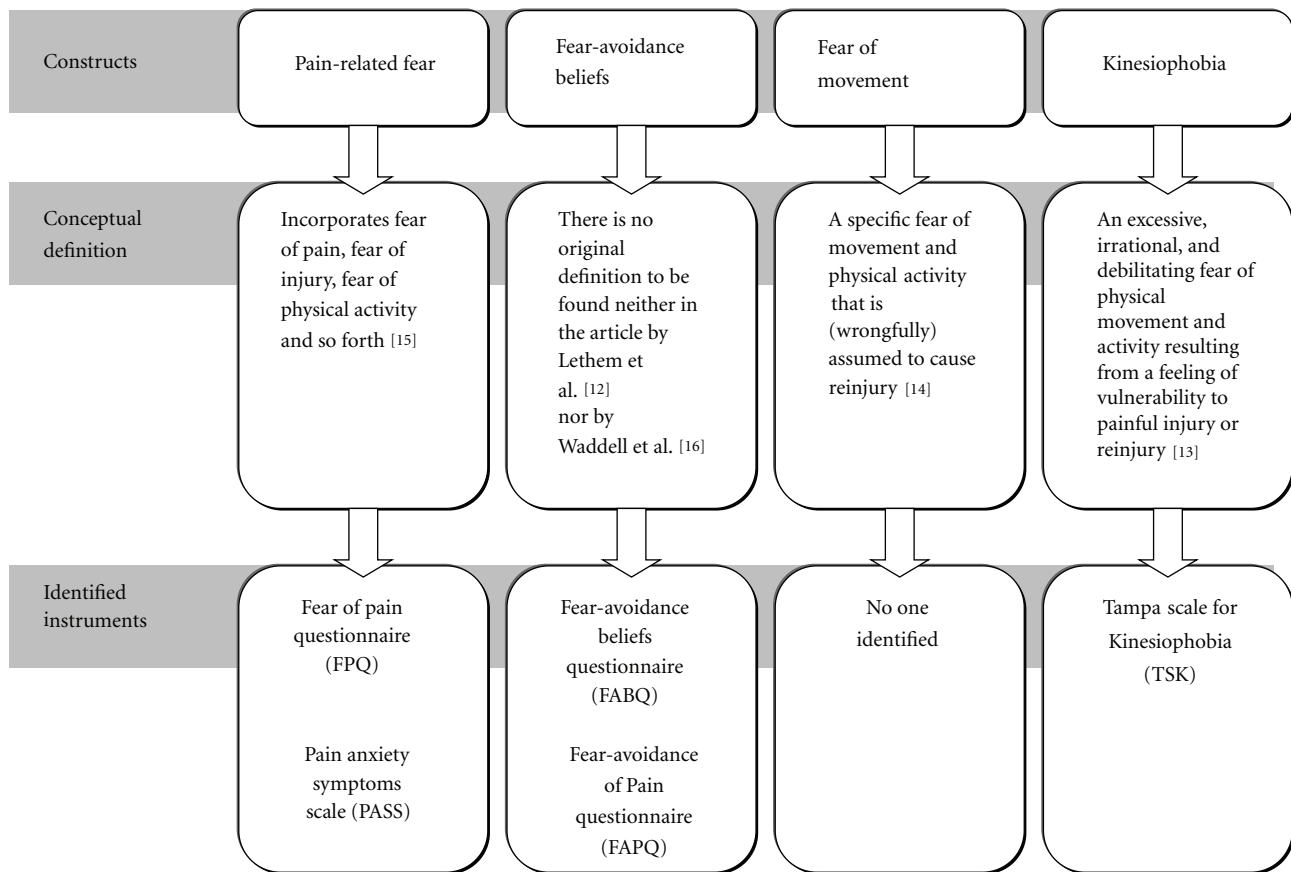 Constructs
Pain-related fear
Fear-avoidance
beliefs
Fear of
movement
Kinesiophobia
Conceptual
definition
Incorporates fear
of pain, fear of
injury, fear of
physical activity
and so forth [15]
There is no
original
definition to be
found neither in
the article by
Lethem et
al. [12]
nor by
Waddell et al. [16]
A specific fear of
movement and
physical activity
that is
(wrongfully)
assumed to cause
reinjury [14]
An excessive,
irrational, and
debilitating fear of
physical
movement and
activity resulting
from a feeling of
vulnerability to
painful injury or
reinjury [13]
Identified
instruments
Fear of pain
questionnaire
(FPQ)
Pain anxiety
symptoms
scale (PASS)
Fear-avoidance
beliefs
questionnaire
(FABQ)
Fear-avoidance
of Pain
questionnaire
(FAPQ)
No one
identified
Tampa scale for
Kinesiophobia
(TSK)